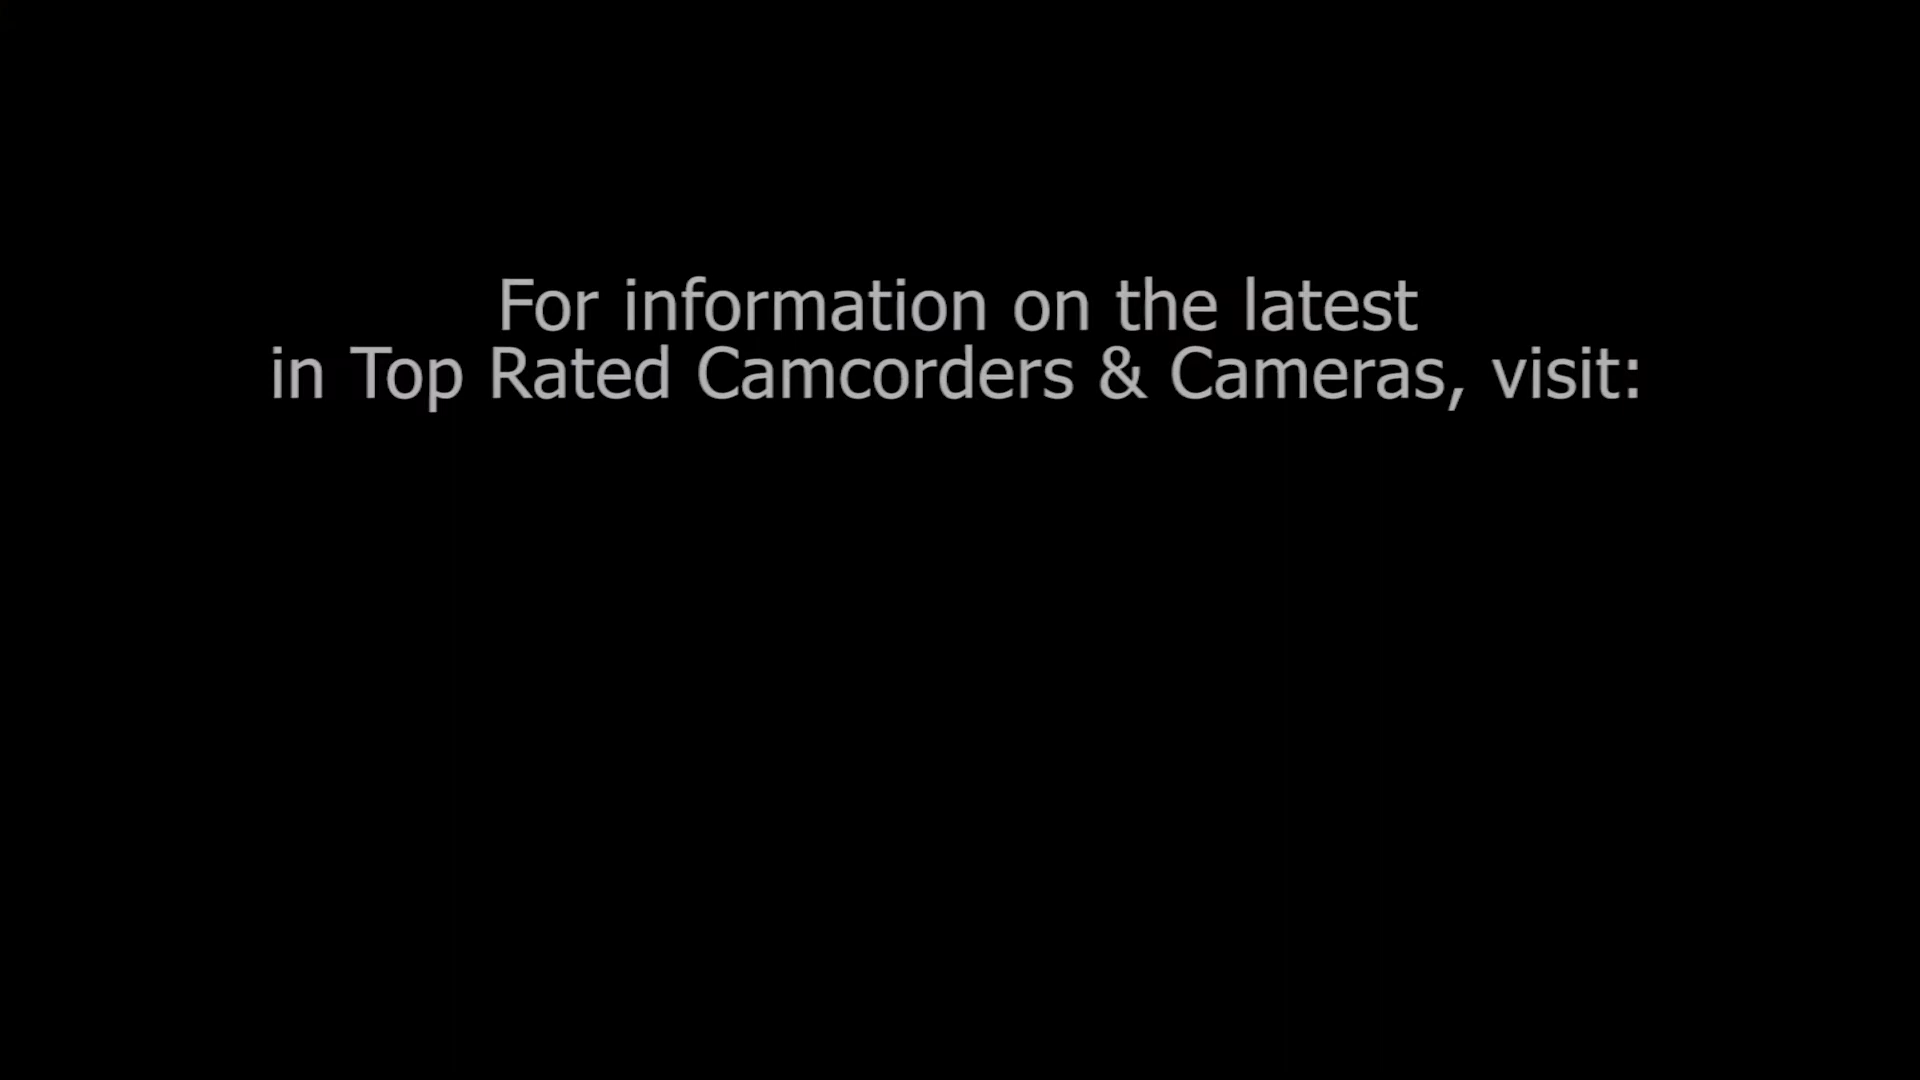 For information on the latest
in Top Rated Camcorders & Cameras, visit: